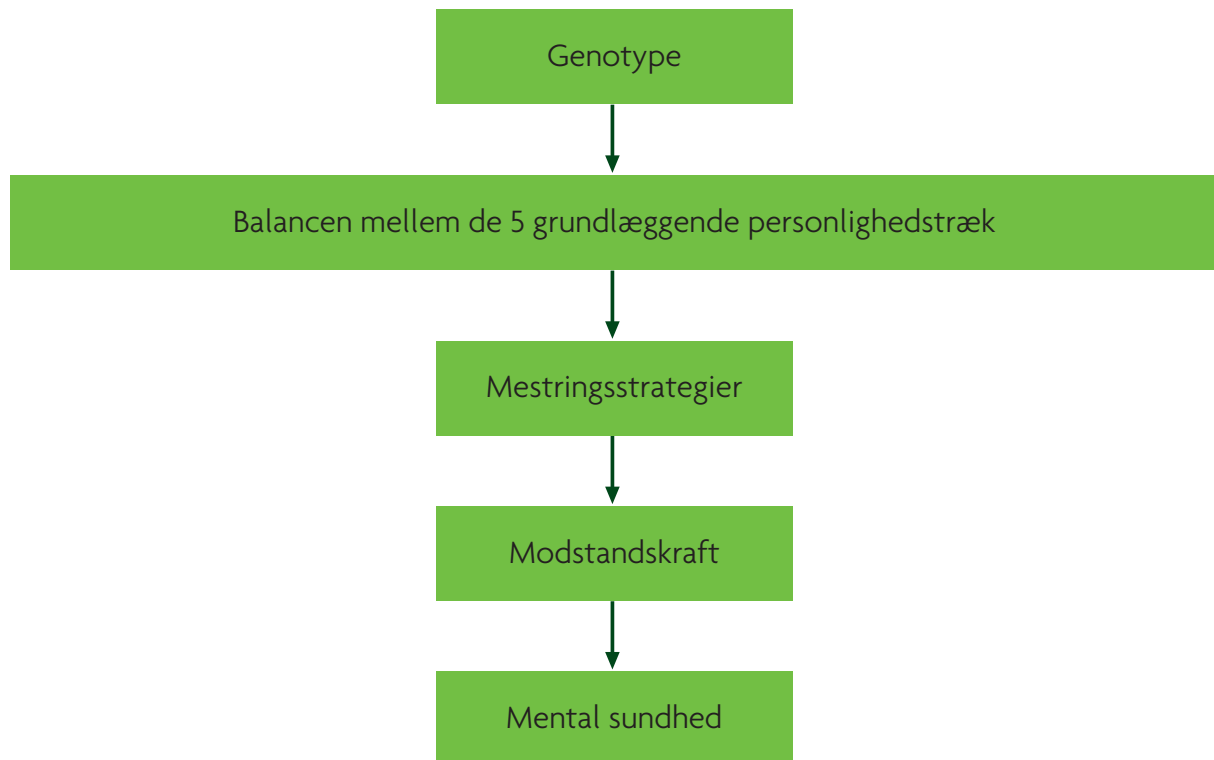 Genotype
Balancen mellem de 5 grundlæggende personlighedstræk
Mestringsstrategier
Modstandskraft
Mental sundhed